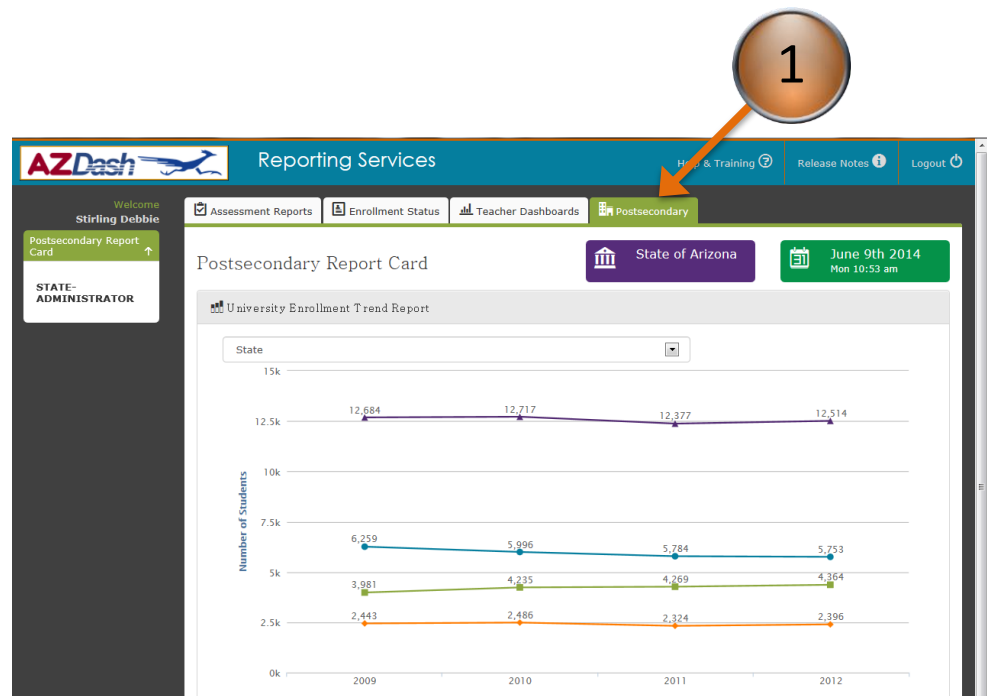 1
AZDash
Reporting Services
Help & Training
Release Notes
Logout
Welcome
Stirling Debbie
Postsecondary Report
Card
STATE-
ADMINISTRATOR
Assessment Reports
Enrollment Status
Teacher Dashboards
Postsecondary
Postsecondary Report Card
State of Arizona
June 9th 2014
Mon 10:53 am
University Enrollment Trend Report
State
15k
12.5k
10k
7.5k
5k
2.5k
0k
Number of Students
12,684
12,717
12,377
12,514
6,259
5,996
5,784
5,753
3,981
4,235
4,269
4,364
2,443
2,486
2,324
2,396
2009
2010
2011
2012